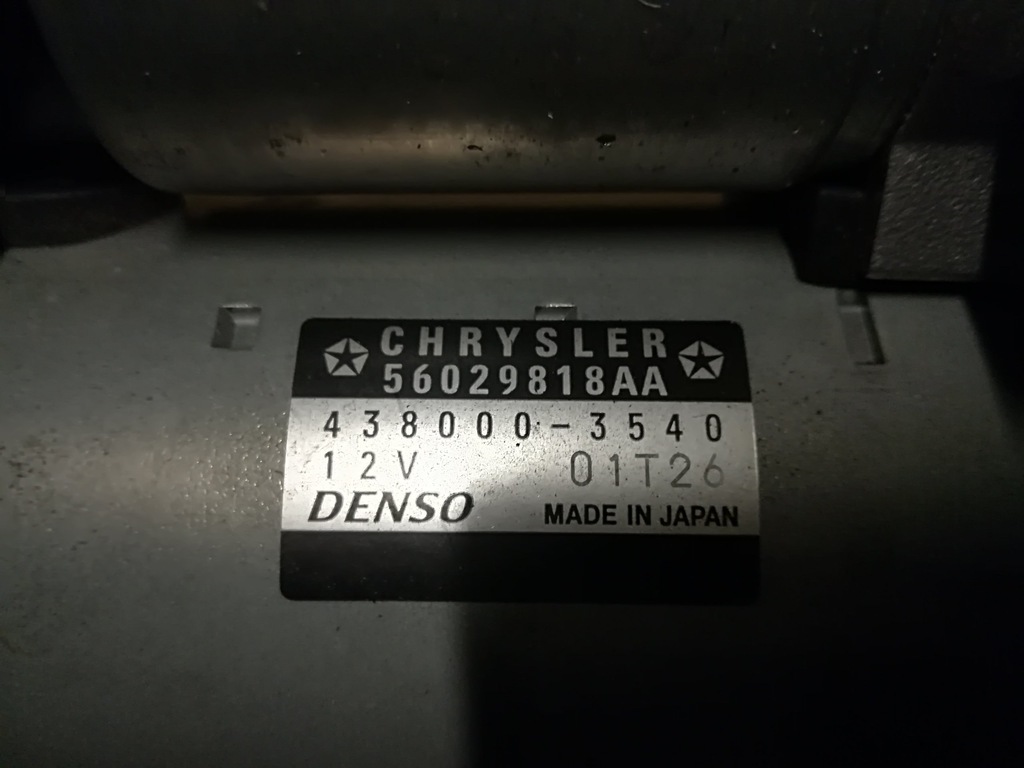 CHRYSLER
56029818AA
438000-3540
12V 01T26
DENSO MADE IN JAPAN